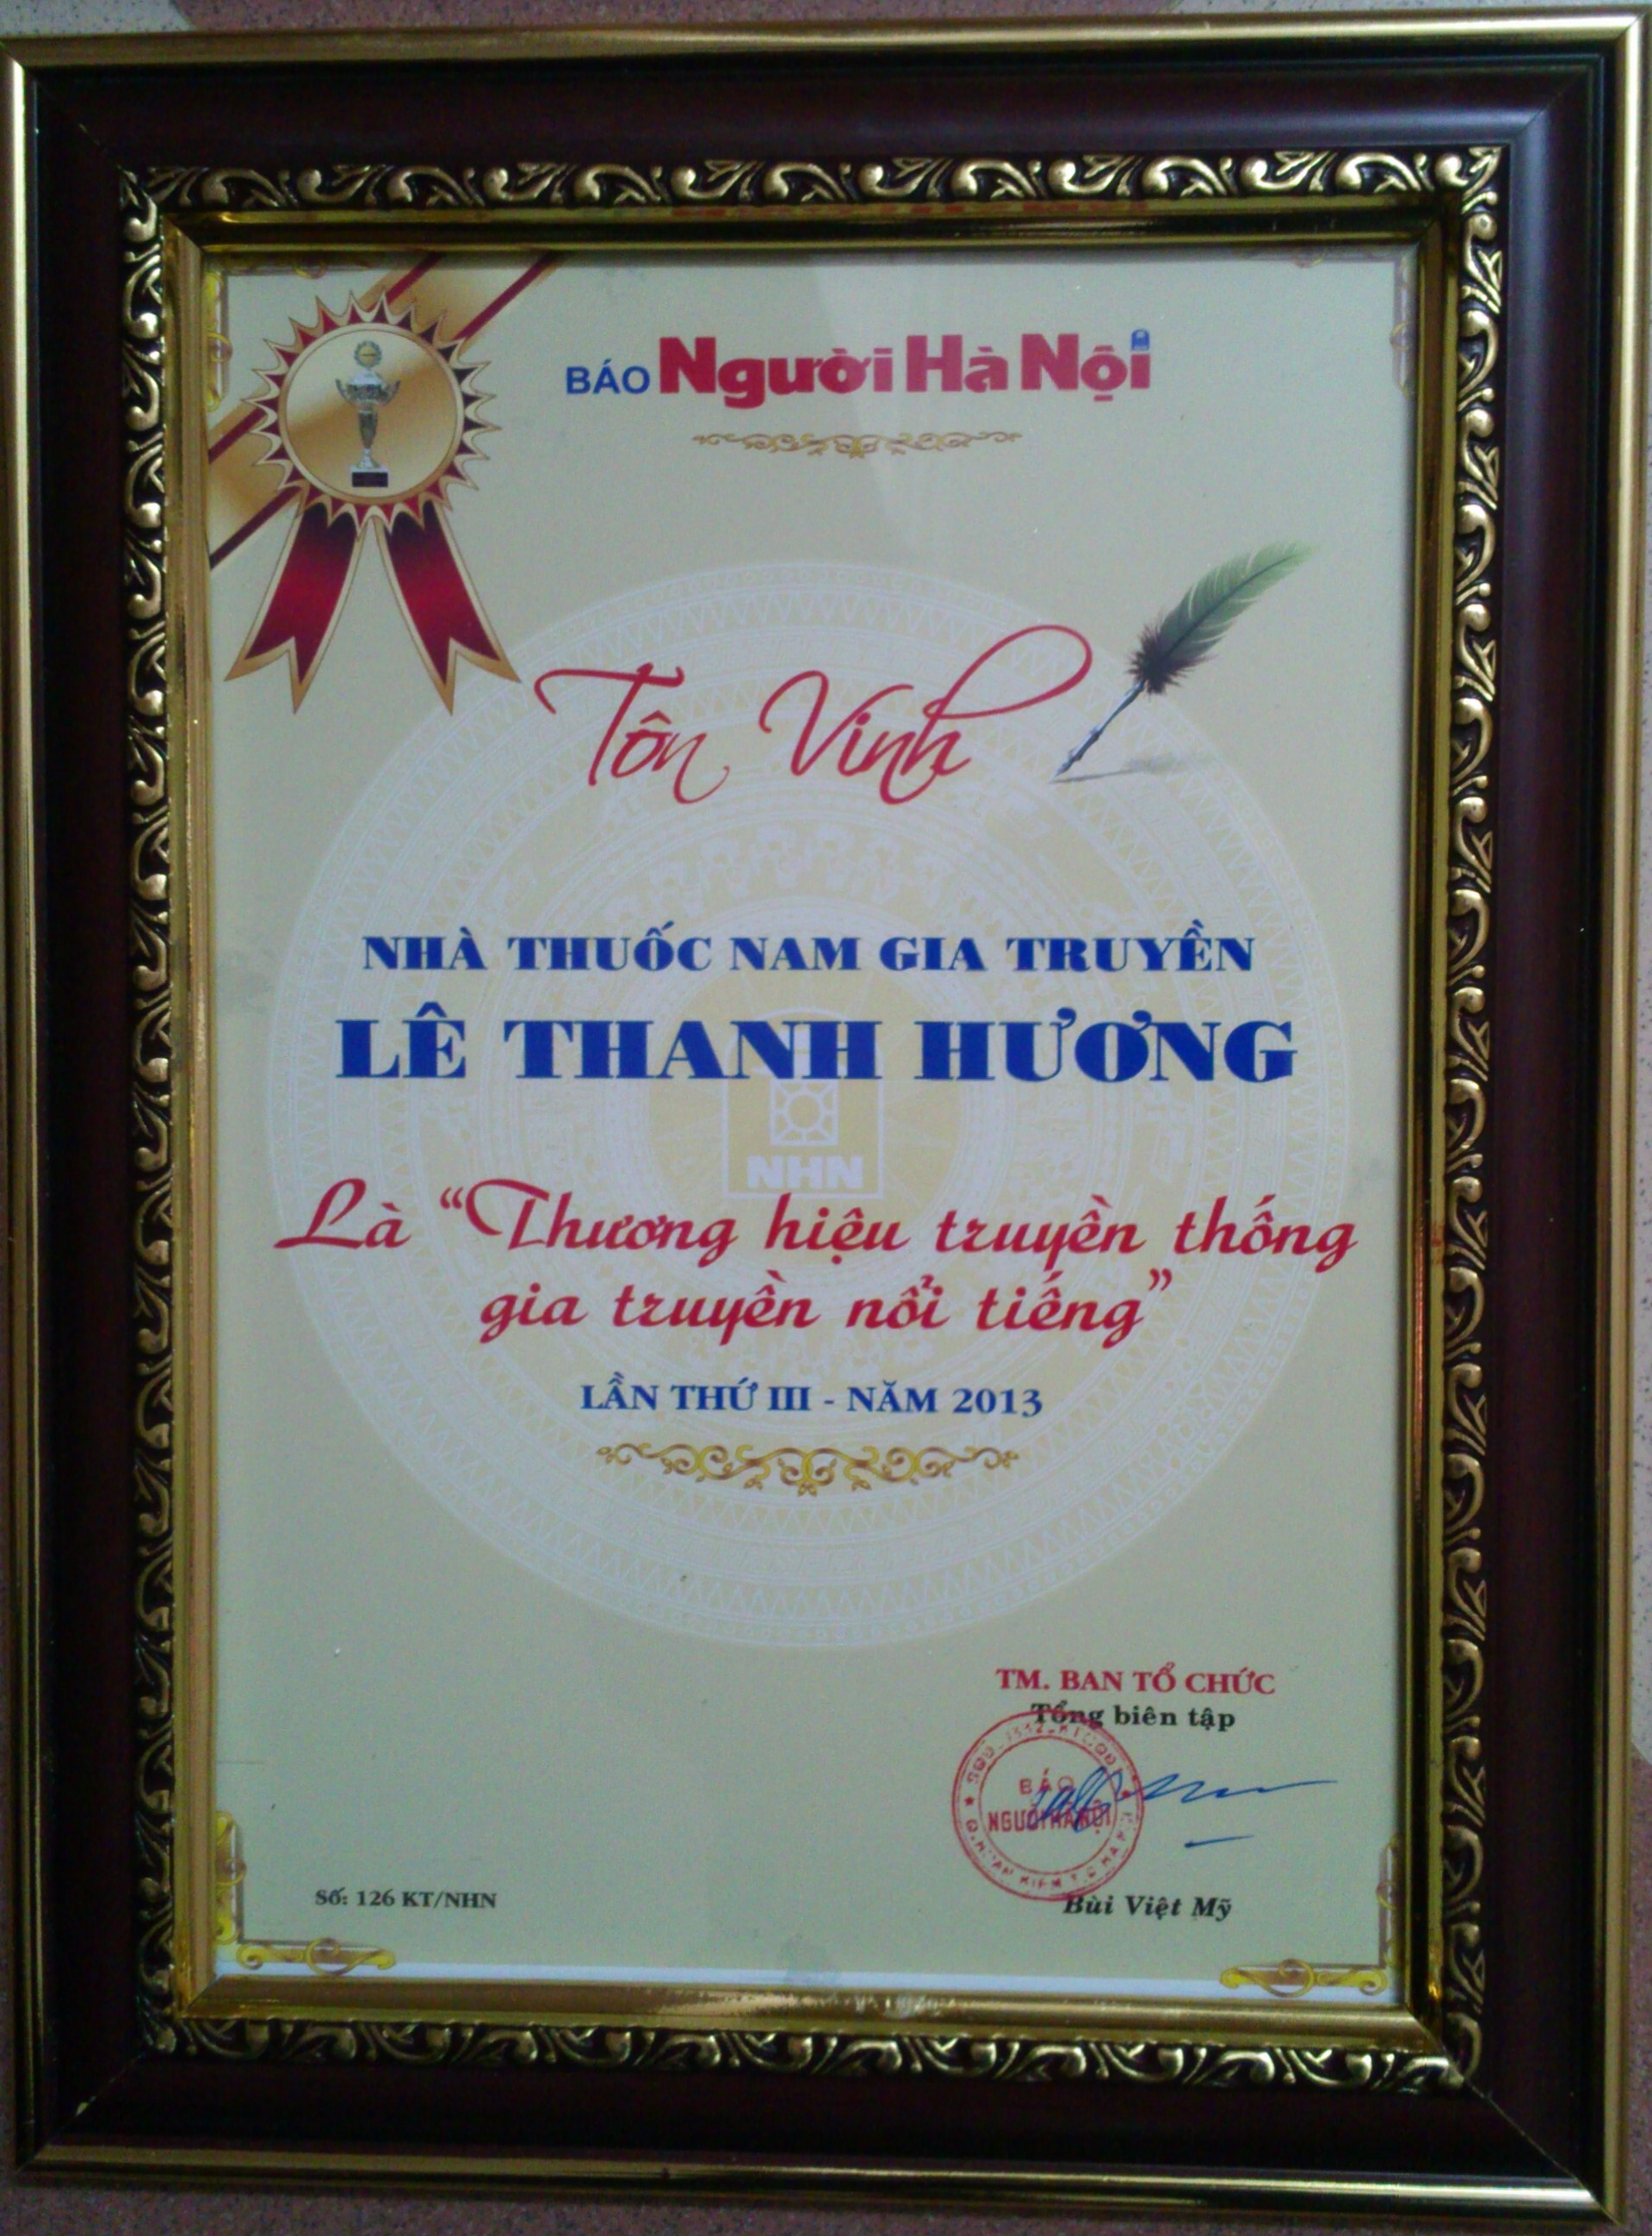 BÁO Người Hà Nội
Tôn Vinh
NHÀ THUỐC NAM GIA TRUYỀN
LÊ THANH HƯƠNG
NHN
Là “Thương hiệu truyền thống
gia truyền nổi tiếng”
LẦN THỨ III - NĂM 2013
TM. BAN TỔ CHỨC
Tổng biên tập
BÁO
NGƯỜI HÀ NỘI
Số: 126 KT/NHN
Bùi Việt Mỹ